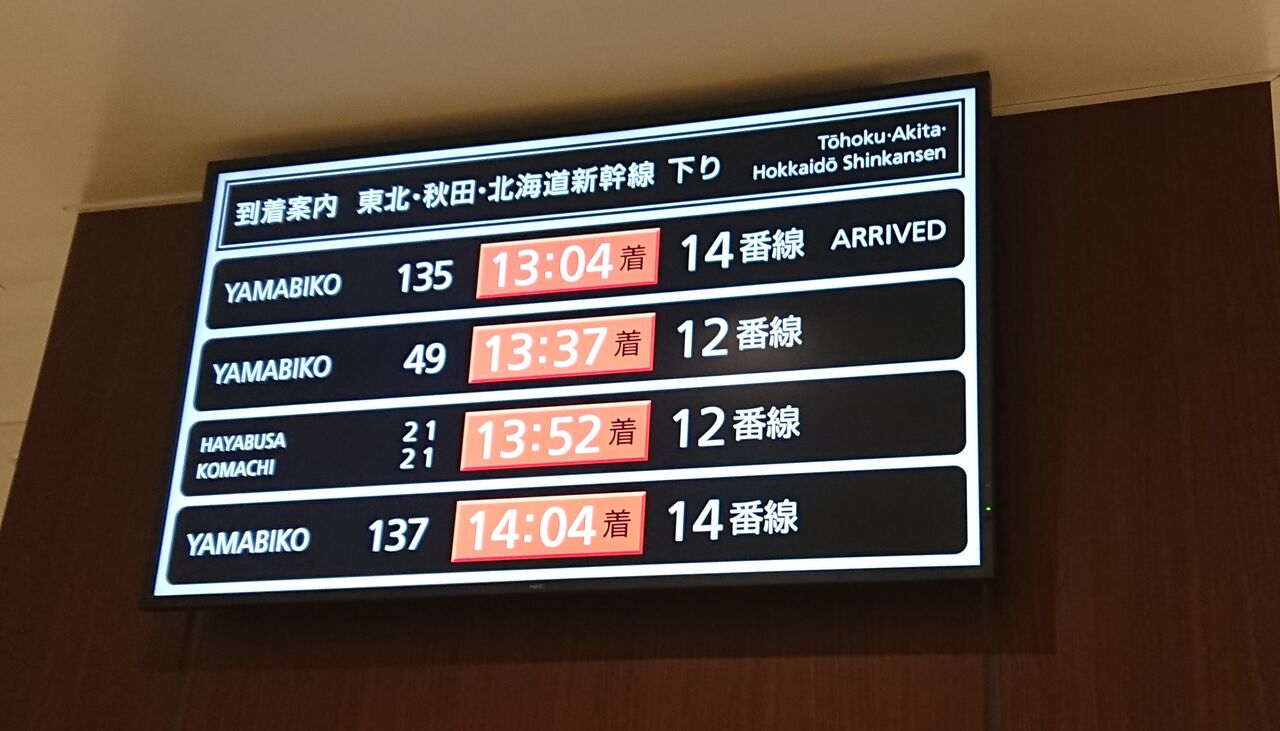 到着案内 東北・秋田・北海道新幹線 下り Tōhoku・Akita・
Hokkaidō Shinkansen
YAMABIKO 135 13:04着 14番線 ARRIVED
YAMABIKO 49 13:37着 12番線
HAYABUSA 21 13:52着 12番線
KOMACHI 21
YAMABIKO 137 14:04着 14番線
NEC